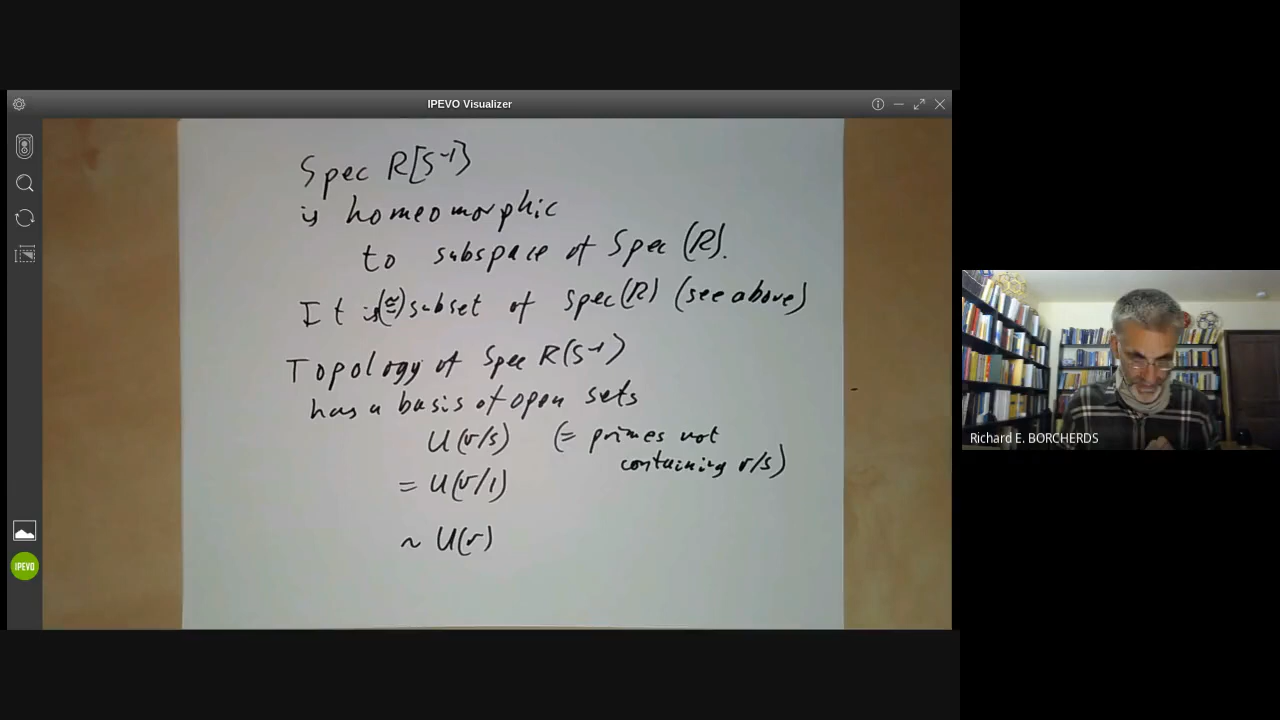 IPEVO Visualizer
Spec R[S⁻¹]
is homeomorphic
to subspace of Spec (R).
It is (≅) subset of Spec(R) (see above)
Topology of Spec R(S⁻¹)
has a basis of open sets
U(r/s) (= primes not
containing r/s)
= U(r/1)
~ U(r)
IPEVO
Richard E. BORCHERDS